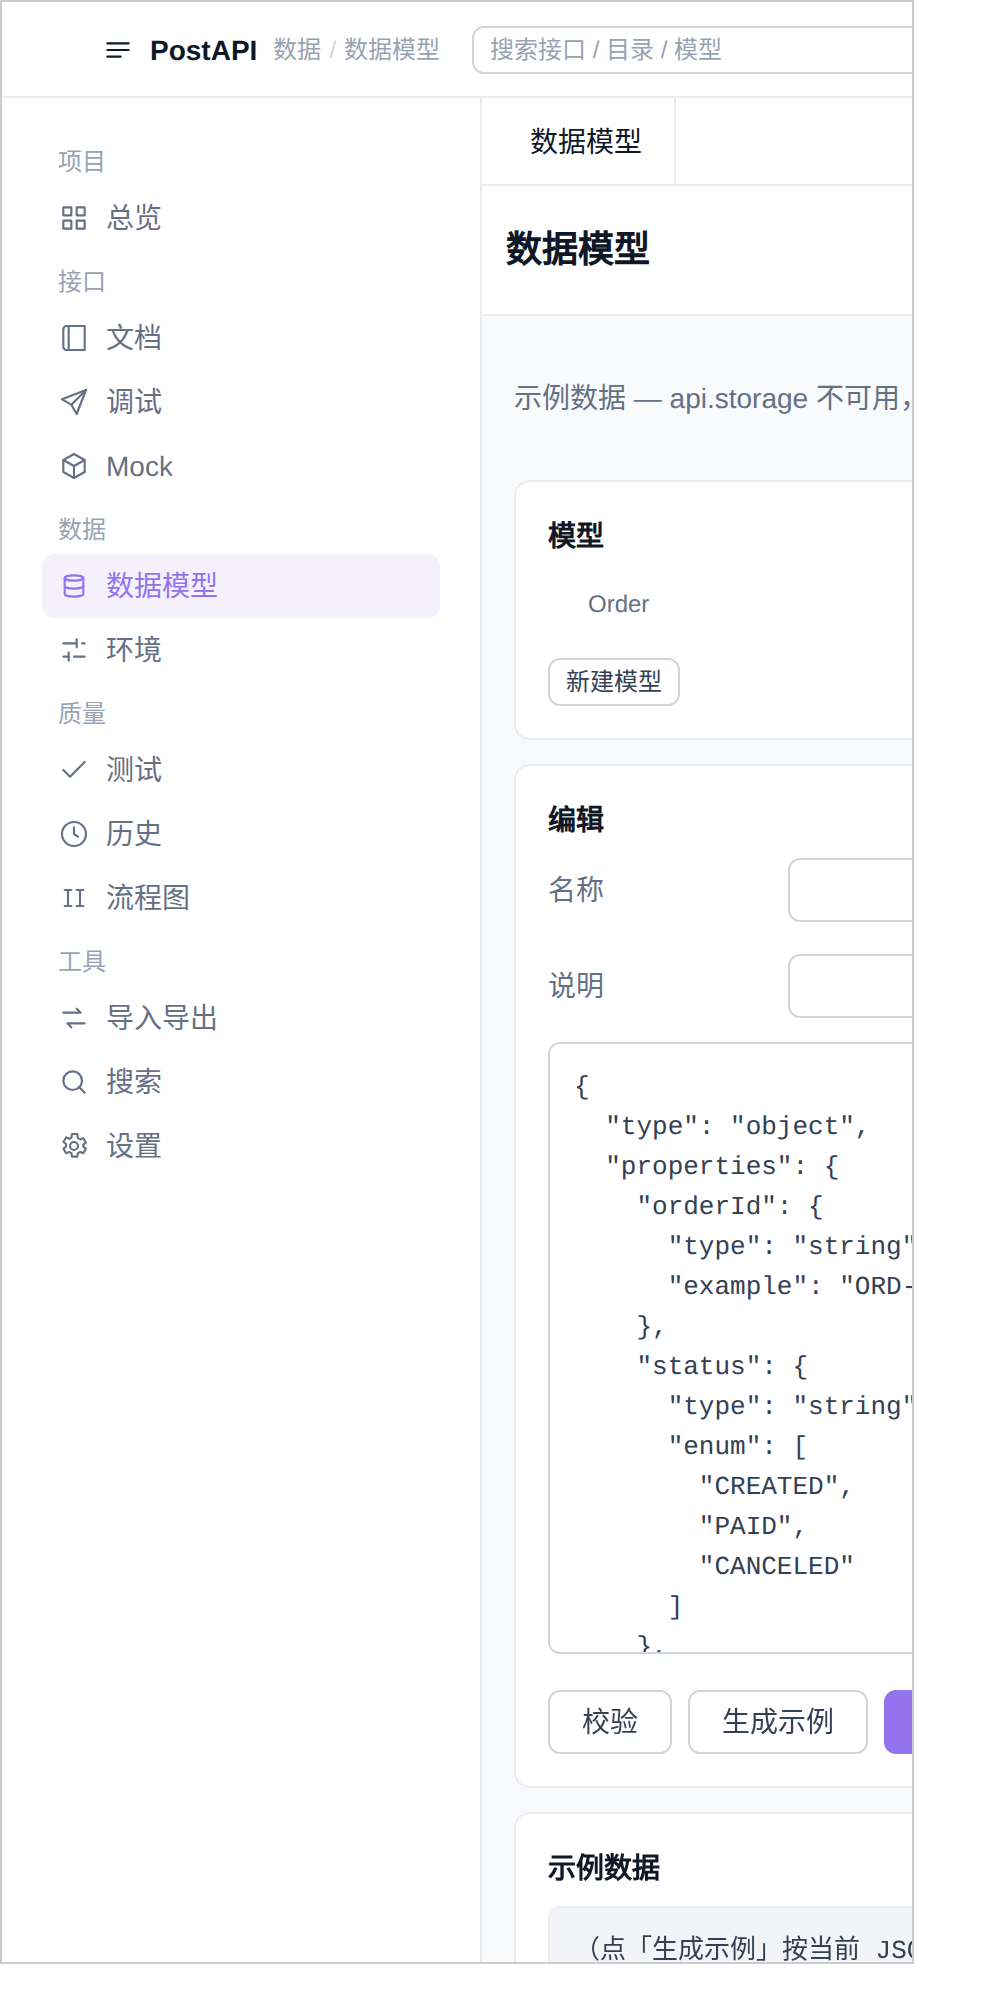 PostAPI 数据 / 数据模型 搜索接口 / 目录 / 模型
项目
总览
接口
文档
调试
Mock
数据
数据模型
环境
质量
测试
历史
流程图
工具
导入导出
搜索
设置
数据模型
数据模型
示例数据 — api.storage 不可用，
模型
Order
新建模型
编辑
名称
说明
{
  "type": "object",
  "properties": {
    "orderId": {
      "type": "string"
      "example": "ORD-
    },
    "status": {
      "type": "string"
      "enum": [
        "CREATED",
        "PAID",
        "CANCELED"
      ]
    },
校验 生成示例
示例数据
（点「生成示例」按当前 JSO